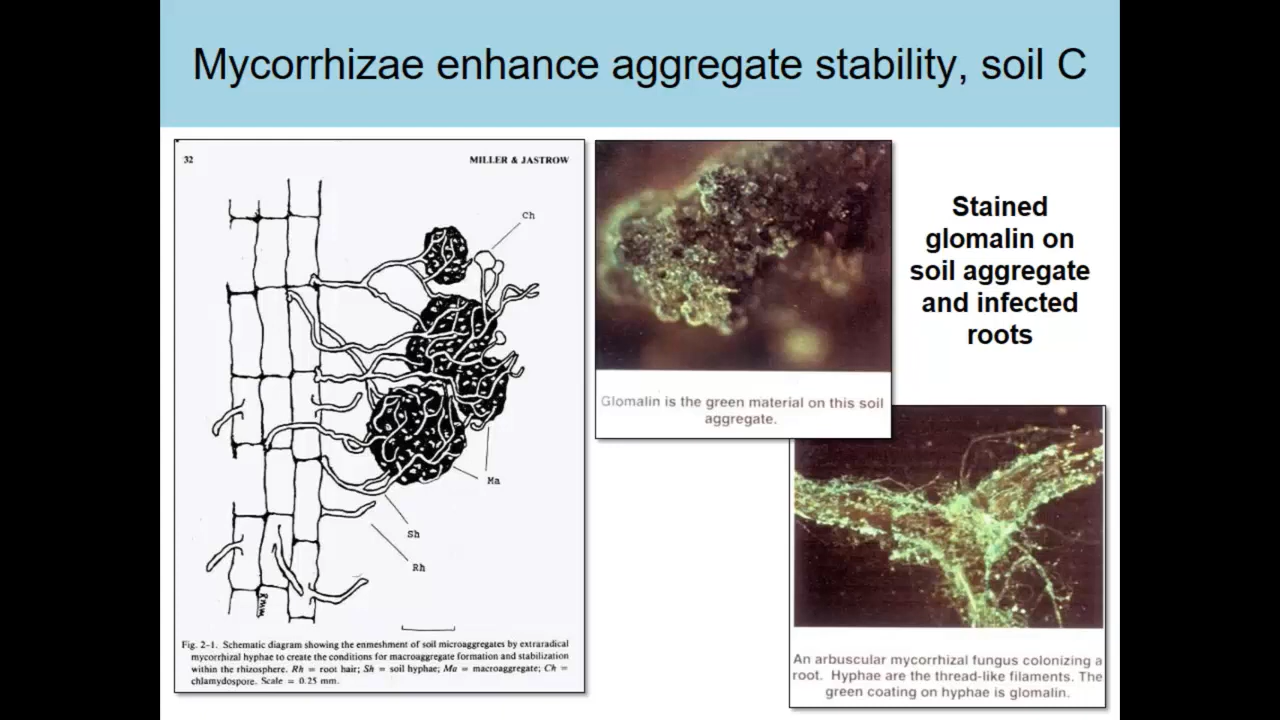 Mycorrhizae enhance aggregate stability, soil C
32
MILLER & JASTROW
Ch
Ma
Sh
Rh
Fig. 2-1. Schematic diagram showing the enmeshment of soil microaggregates by extraradical
mycorrhizal hyphae to create the conditions for macroaggregate formation and stabilization
within the rhizosphere. Rh = root hair; Sh = soil hyphae; Ma = macroaggregate; Ch =
chlamydospore. Scale = 0.25 mm.
Glomalin is the green material on this soil
aggregate.
Stained
glomalin on
soil aggregate
and infected
roots
An arbuscular mycorrhizal fungus colonizing a
root. Hyphae are the thread-like filaments. The
green coating on hyphae is glomalin.